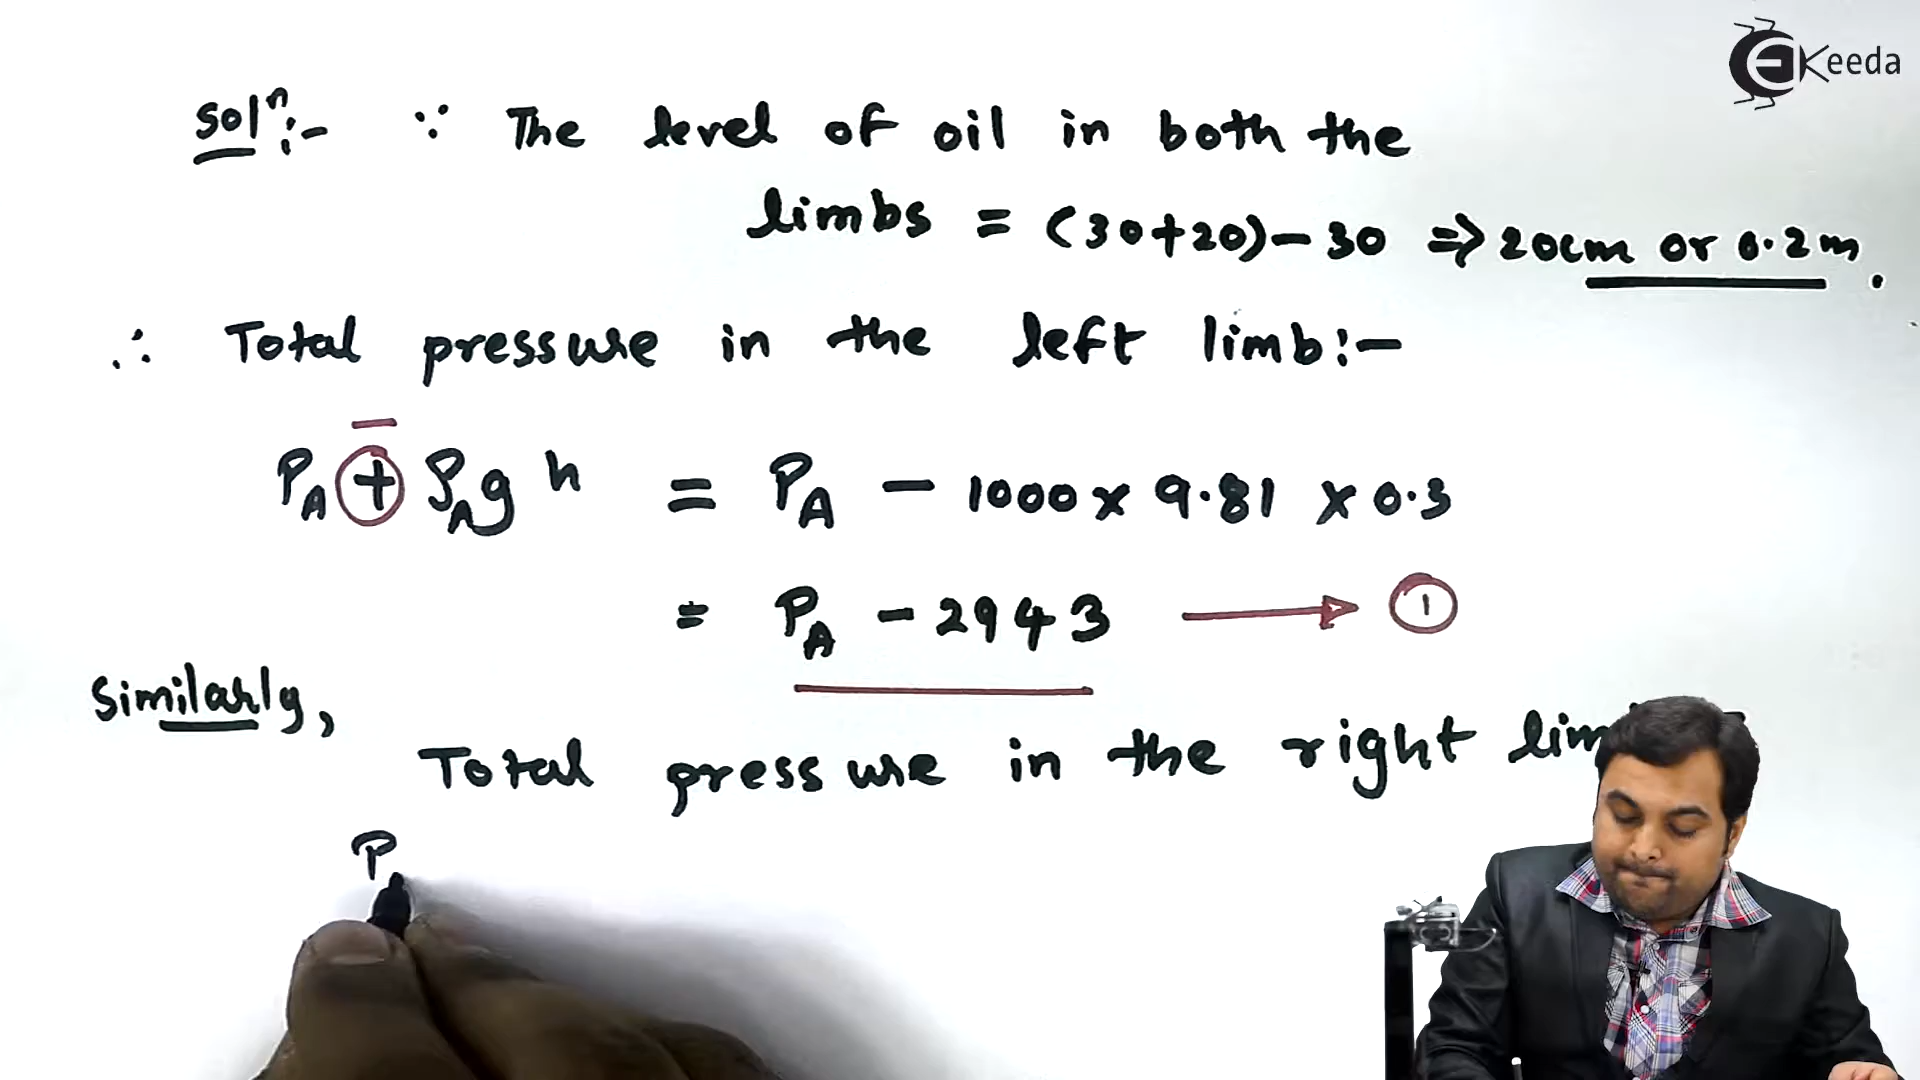 EKeeda
Solⁿ:- ∵ The level of oil in both the
limbs = (30+20)-30 ⇒ 20cm or 0.2m.
∴ Total pressure in the left limb:-
−
P_A + ρ_A g h = P_A - 1000 x 9.81 x 0.3
= P_A - 2943 → ①
Similarly,
Total pressure in the right
P